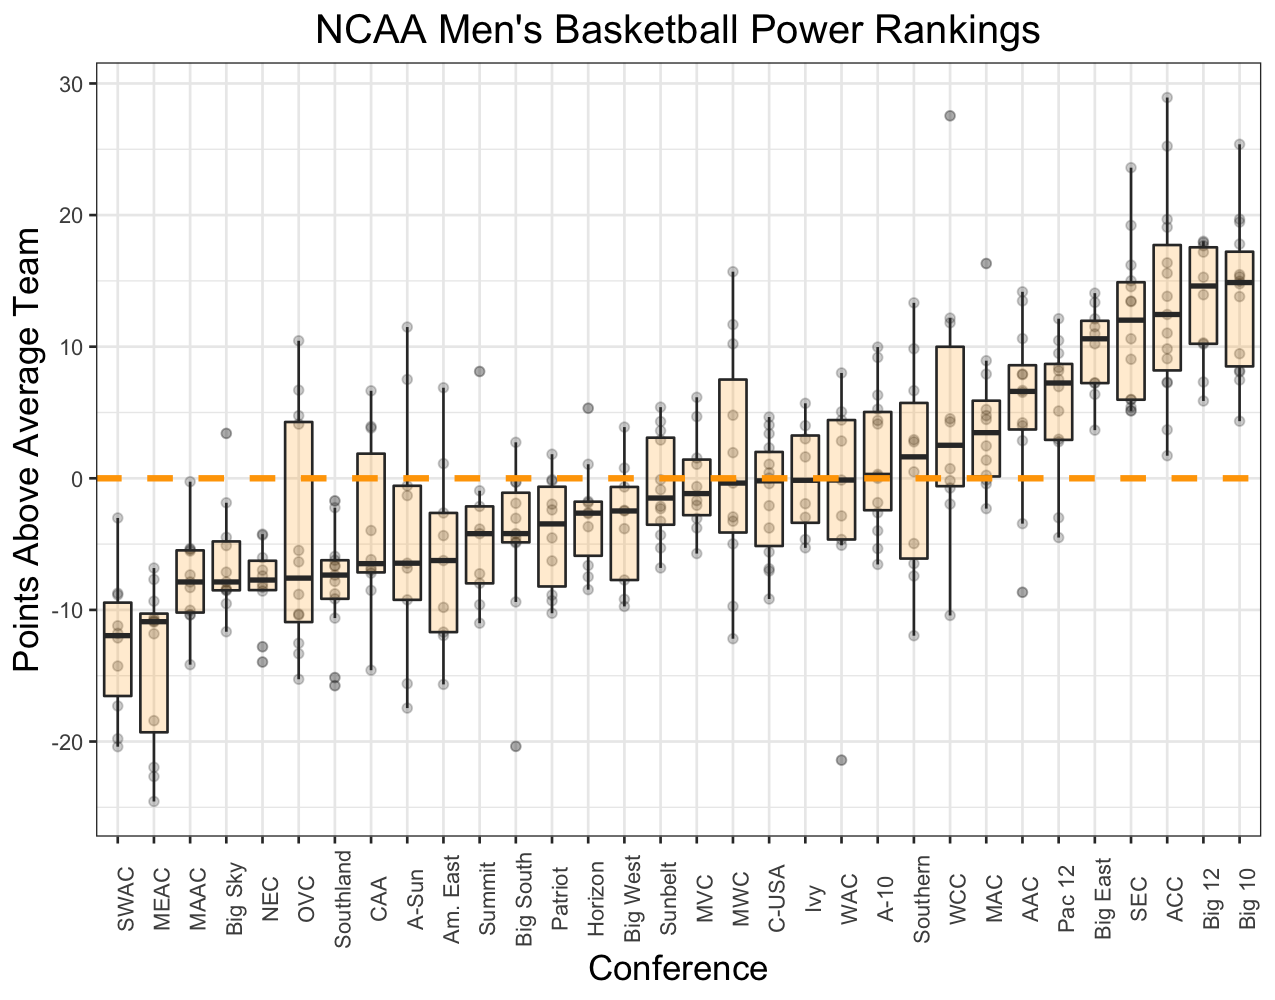 NCAA Men's Basketball Power Rankings
Points Above Average Team
30
20
10
0
-10
-20
SWAC
MEAC
MAAC
Big Sky
NEC
OVC
Southland
CAA
A-Sun
Am. East
Summit
Big South
Patriot
Horizon
Big West
Sunbelt
MVC
MWC
C-USA
Ivy
WAC
A-10
Southern
WCC
MAC
AAC
Pac 12
Big East
SEC
ACC
Big 12
Big 10
Conference